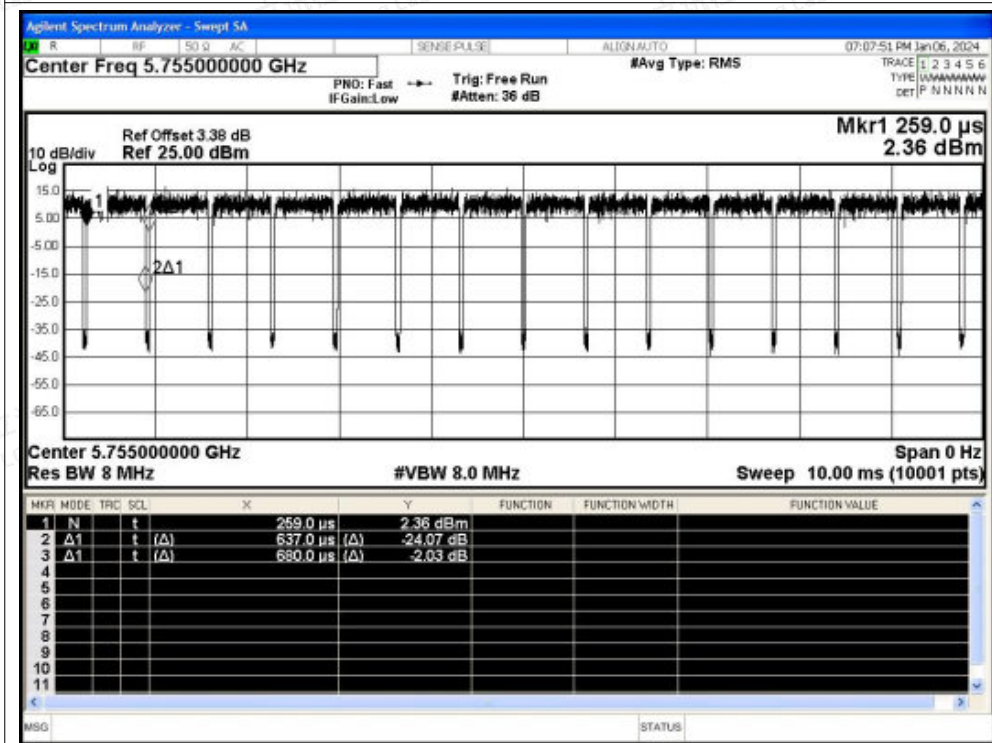 Agilent Spectrum Analyzer - Swept SA
R RF 50 Ω AC SENSE:PULSE ALIGN AUTO 07:07:51 PM Jan 06, 2024
Center Freq 5.755000000 GHz #Avg Type: RMS TRACE 1 2 3 4 5 6
PNO: Fast Trig: Free Run TYPE
IFGain:Low #Atten: 36 dB DET P N N N N N
Mkr1 259.0 µs
Ref Offset 3.38 dB
10 dB/div Ref 25.00 dBm 2.36 dBm
Log
15.0
1
5.00
-5.00
2Δ1
-15.0
-25.0
-35.0
-45.0
-55.0
-65.0
Center 5.755000000 GHz Span 0 Hz
Res BW 8 MHz #VBW 8.0 MHz Sweep 10.00 ms (10001 pts)
MKR MODE TRC SCL X Y FUNCTION FUNCTION WIDTH FUNCTION VALUE
1 N t 259.0 µs 2.36 dBm
2 Δ1 t (Δ) 637.0 µs (Δ) -24.07 dB
3 Δ1 t (Δ) 680.0 µs (Δ) -2.03 dB
4
5
6
7
8
9
10
11
MSG STATUS